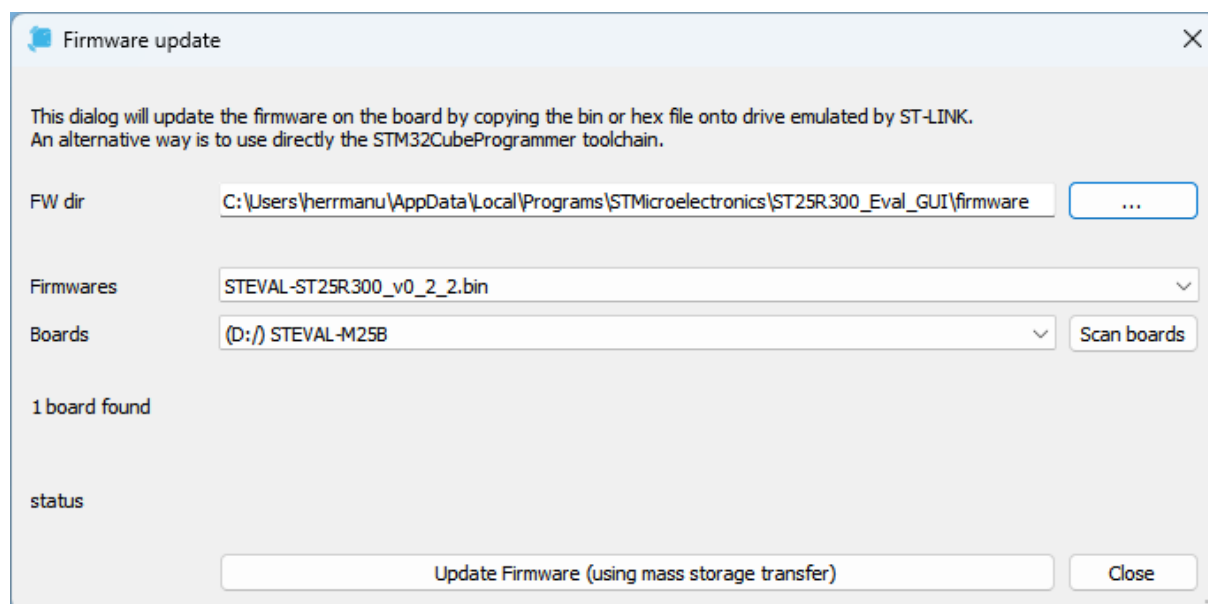 Firmware update
This dialog will update the firmware on the board by copying the bin or hex file onto drive emulated by ST-LINK.
An alternative way is to use directly the STM32CubeProgrammer toolchain.
FW dir C:\Users\herrmanu\AppData\Local\Programs\STMicroelectronics\ST25R300_Eval_GUI\firmware ...
Firmwares STEVAL-ST25R300_v0_2_2.bin
Boards (D:/) STEVAL-M25B Scan boards
1 board found
status
Update Firmware (using mass storage transfer) Close